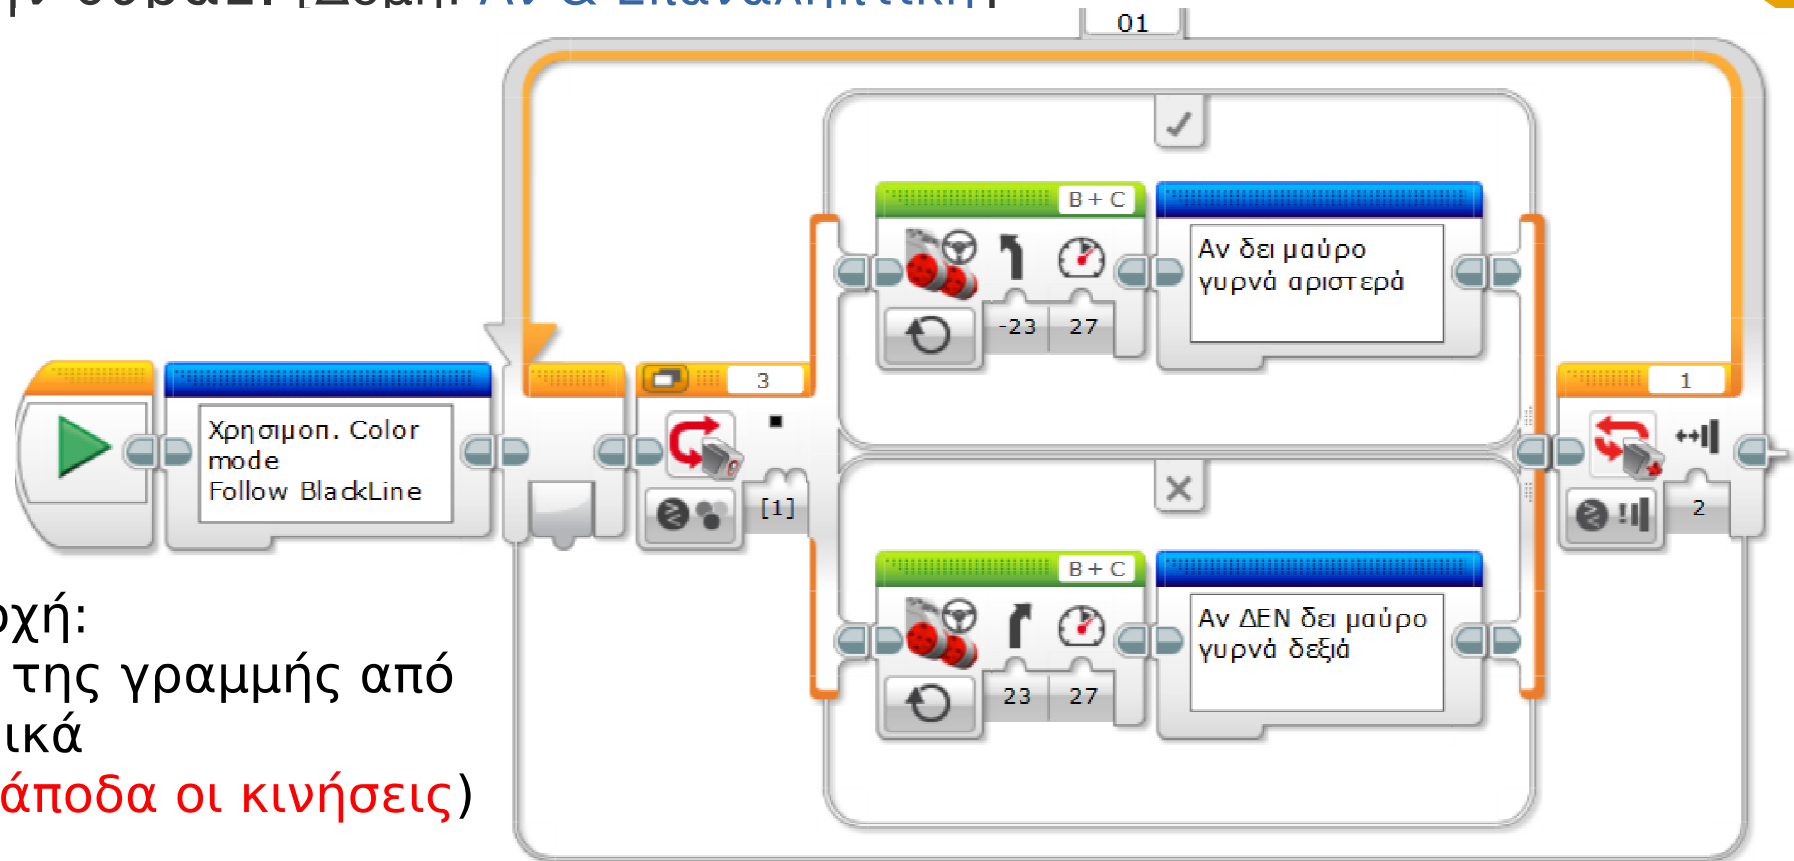 01
B + C
Αν δει μαύρο
γυρνά αριστερά
-23 27
3
1
Χρησιμοπ. Color
mode
Follow BlackLine
[1]
2
B + C
Αν ΔΕΝ δει μαύρο
γυρνά δεξιά
23 27
της γραμμής από
άποδα οι κινήσεις)